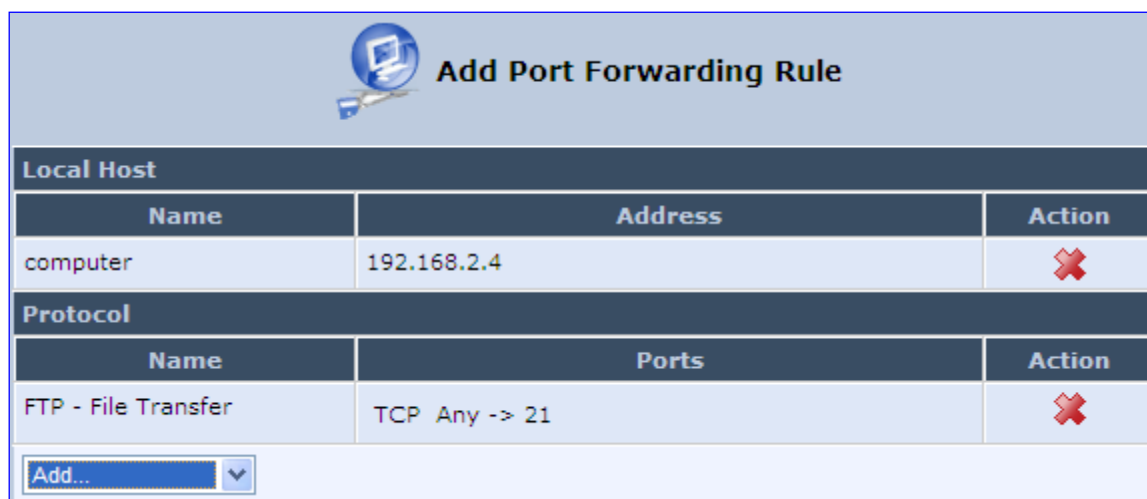 Add Port Forwarding Rule
Local Host
Name Address Action
computer 192.168.2.4
Protocol
Name Ports Action
FTP - File Transfer TCP Any -> 21
Add...